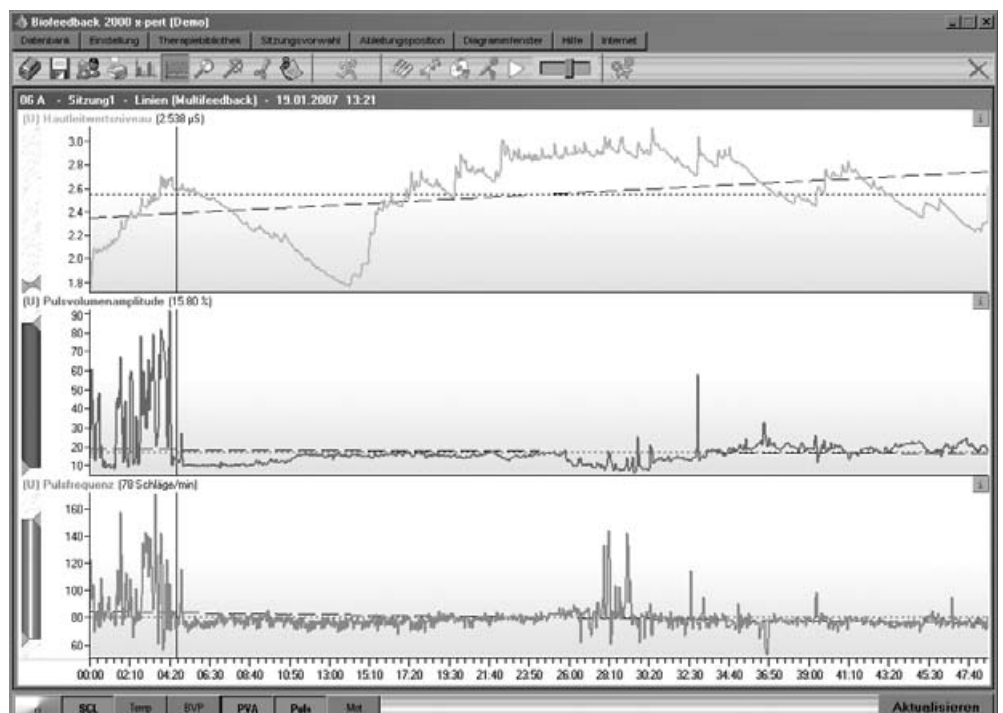 Biofeedback 2000 x-pert [Demo]
Datenbank Einstellung Therapiebibliothek Sitzungsvorwahl Ableitungsposition Diagrammfenster Hilfe Internet
06 A - Sitzung1 - Linien (Multifeedback) - 19.01.2007 13:21
(U) Hautleitwertsniveau (2.538 µS)
3.0
2.8
2.6
2.4
2.2
2.0
1.8
(U) Pulsvolumenamplitude (15.80 %)
90
80
70
60
50
40
30
20
10
(U) Pulsfrequenz (78 Schläge/min)
160
140
120
100
80
60
00:00 02:10 04:20 06:30 08:40 10:50 13:00 15:10 17:20 19:30 21:40 23:50 26:00 28:10 30:20 32:30 34:40 36:50 39:00 41:10 43:20 45:30 47:40
SCL Temp BVP PVA Puls Mot Aktualisieren